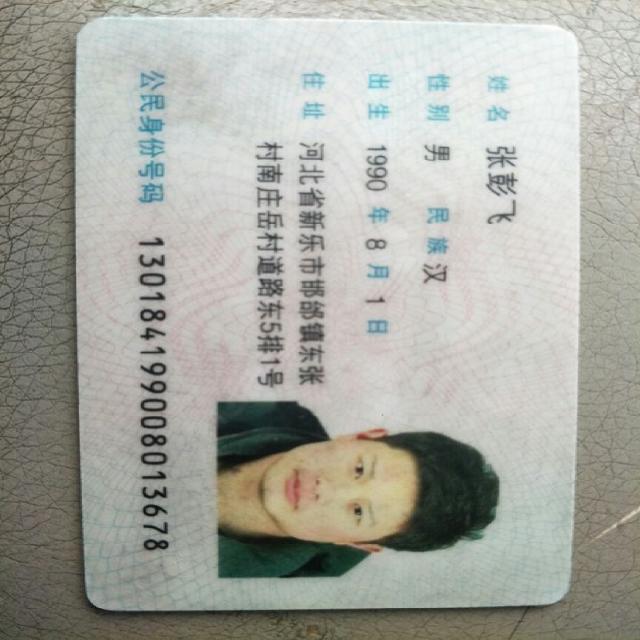 姓名 张彭飞
性别 男 民族 汉
出生 1990 年 8 月 1 日
住址 河北省新乐市邯邰镇东张
村南庄岳村道路东5排1号
公民身份号码 130184199008013678